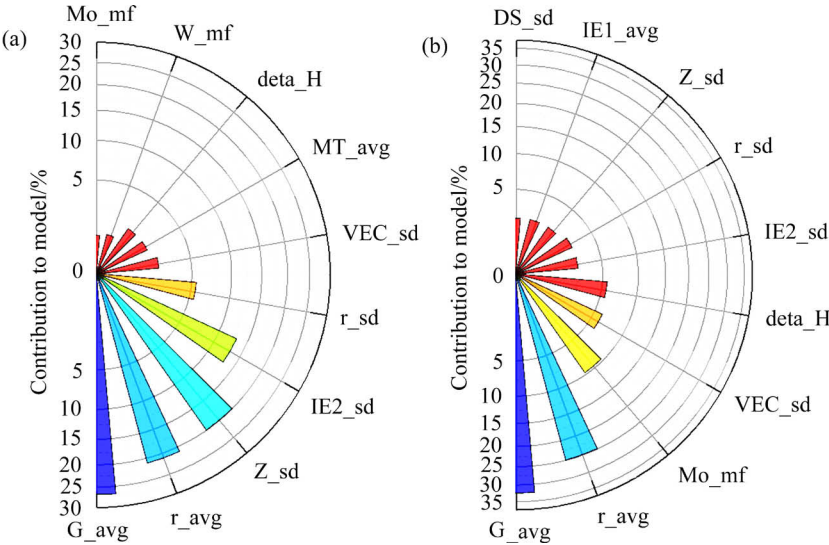 (a)
Mo_mf
W_mf
deta_H
MT_avg
VEC_sd
r_sd
IE2_sd
Z_sd
r_avg
G_avg
30
25
20
15
10
5
0
5
10
15
20
25
30
Contribution to model/%
(b)
DS_sd
IE1_avg
Z_sd
r_sd
IE2_sd
deta_H
VEC_sd
Mo_mf
r_avg
G_avg
35
30
25
20
15
10
5
0
5
10
15
20
25
30
35
Contribution to model/%